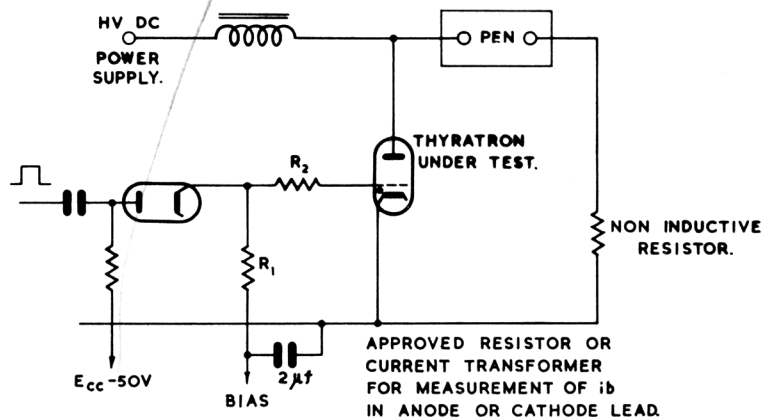 HV DC
POWER
SUPPLY.
PEN
THYRATRON
UNDER TEST.
R2
NON INDUCTIVE
RESISTOR.
R1
APPROVED RESISTOR OR
CURRENT TRANSFORMER
FOR MEASUREMENT OF ib
IN ANODE OR CATHODE LEAD.
Ecc -50V
2μf
BIAS